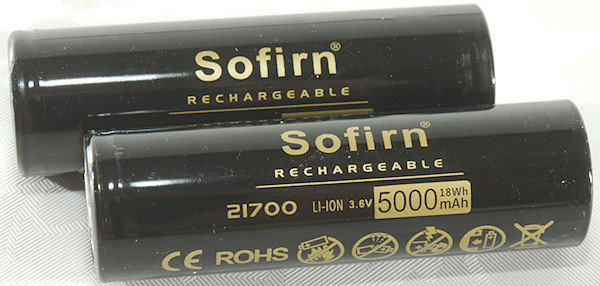 Sofirn®
RECHARGEABLE
Sofirn®
RECHARGEABLE
21700 LI-ION 3.6V 5000 18Wh mAh
CE ROHS